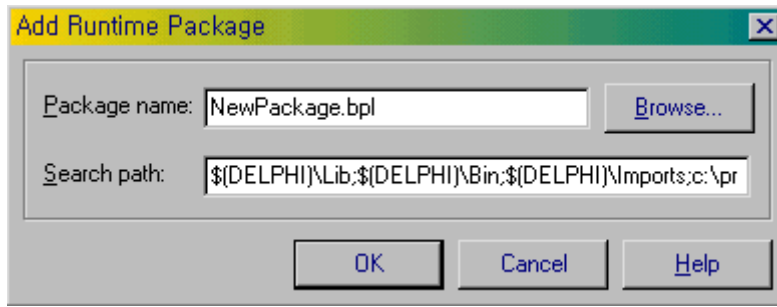 Add Runtime Package
Package name: NewPackage.bpl Browse...
Search path: $(DELPHI)\Lib;$(DELPHI)\Bin;$(DELPHI)\Imports;c:\pr
OK Cancel Help